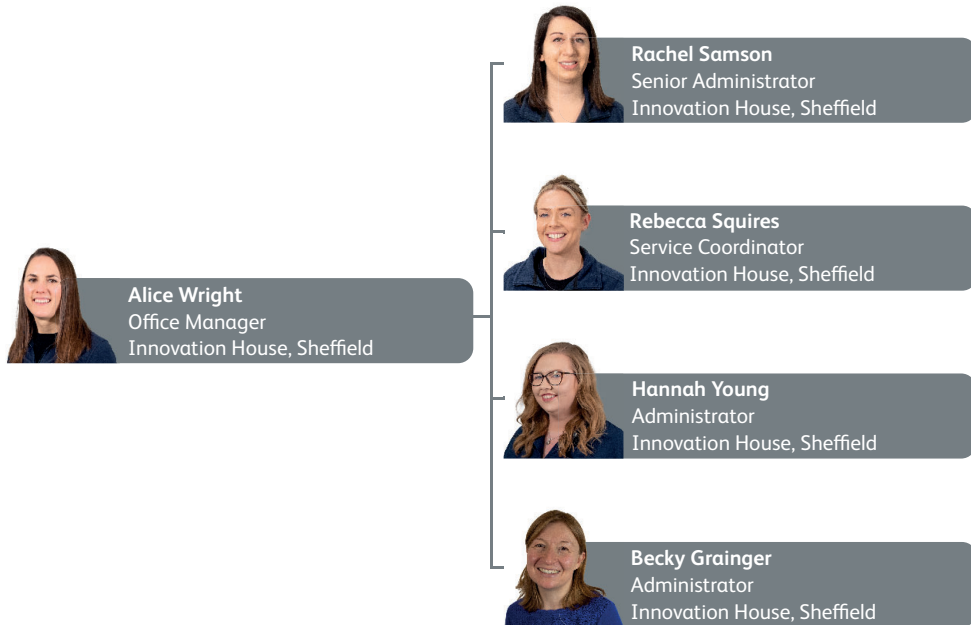 Rachel Samson
Senior Administrator
Innovation House, Sheffield
Rebecca Squires
Service Coordinator
Innovation House, Sheffield
Alice Wright
Office Manager
Innovation House, Sheffield
Hannah Young
Administrator
Innovation House, Sheffield
Becky Grainger
Administrator
Innovation House, Sheffield